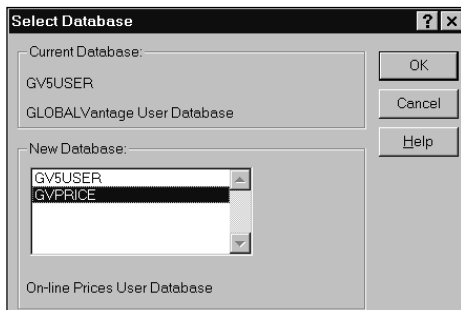 Select Database
Current Database:
GV5USER
GLOBALVantage User Database
OK
Cancel
Help
New Database:
GV5USER
GVPRICE
On-line Prices User Database